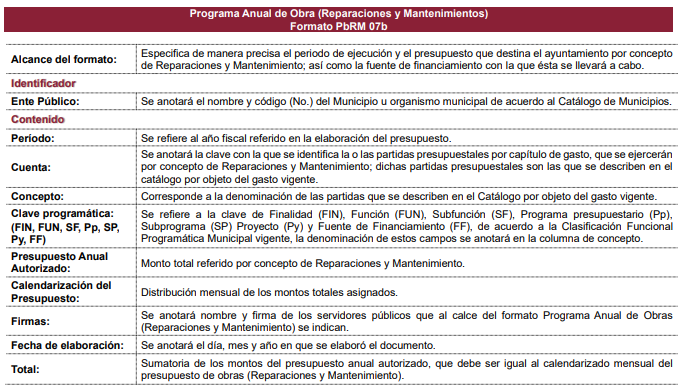 Programa Anual de Obra (Reparaciones y Mantenimientos)
Formato PbRM 07b
Alcance del formato:
Especifica de manera precisa el periodo de ejecución y el presupuesto que destina el ayuntamiento por concepto
de Reparaciones y Mantenimiento; así como la fuente de financiamiento con la que ésta se llevará a cabo.
Identificador
Ente Público:
Se anotará el nombre y código (No.) del Municipio u organismo municipal de acuerdo al Catálogo de Municipios.
Contenido
Período:
Se refiere al año fiscal referido en la elaboración del presupuesto.
Cuenta:
Se anotará la clave con la que se identifica la o las partidas presupuestales por capítulo de gasto, que se ejercerán
por concepto de Reparaciones y Mantenimiento; dichas partidas presupuestales son las que se describen en el
catálogo por objeto del gasto vigente.
Concepto:
Corresponde a la denominación de las partidas que se describen en el Catálogo por objeto del gasto vigente.
Clave programática:
(FIN, FUN, SF, Pp, SP,
Py, FF)
Se refiere a la clave de Finalidad (FIN), Función (FUN), Subfunción (SF), Programa presupuestario (Pp),
Subprograma (SP) Proyecto (Py) y Fuente de Financiamiento (FF), de acuerdo a la Clasificación Funcional
Programática Municipal vigente, la denominación de estos campos se anotará en la columna de concepto.
Presupuesto Anual
Autorizado:
Monto total referido por concepto de Reparaciones y Mantenimiento.
Calendarización del
Presupuesto:
Distribución mensual de los montos totales asignados.
Firmas:
Se anotará nombre y firma de los servidores públicos que al calce del formato Programa Anual de Obras
(Reparaciones y Mantenimiento) se indican.
Fecha de elaboración:
Se anotará el día, mes y año en que se elaboró el documento.
Total:
Sumatoria de los montos del presupuesto anual autorizado, que debe ser igual al calendarizado mensual del
presupuesto de obras (Reparaciones y Mantenimiento).